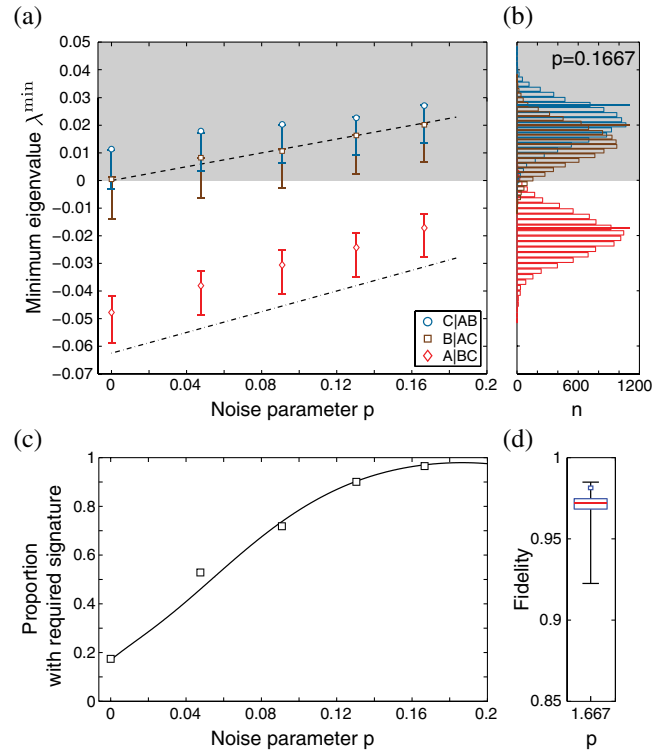 (a)
(b)
Minimum eigenvalue λ^min
0.05
0.04
0.03
0.02
0.01
0
−0.01
−0.02
−0.03
−0.04
−0.05
−0.06
−0.07
0 0.04 0.08 0.12 0.16 0.2
Noise parameter p
C|AB
B|AC
A|BC
p=0.1667
0 600 1200
n
(c)
(d)
Proportion
with required signature
1
0.8
0.6
0.4
0.2
0
0 0.04 0.08 0.12 0.16 0.2
Noise parameter p
Fidelity
1
0.95
0.9
0.85
1.667
p